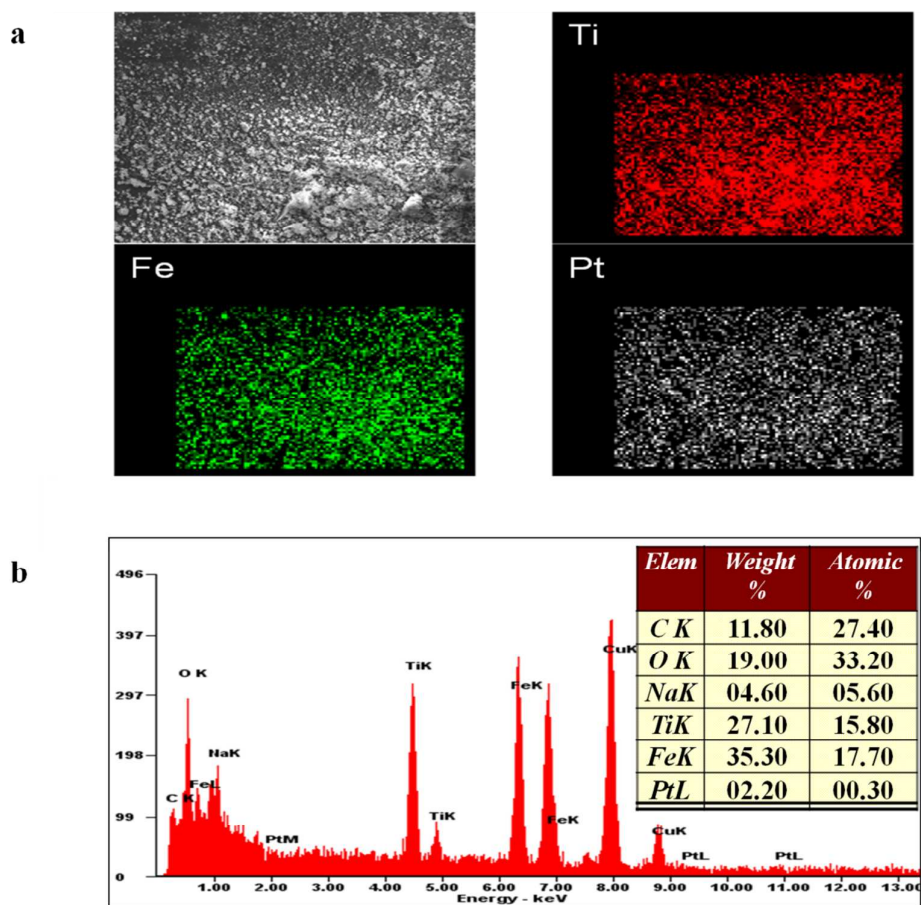 a
Ti
Fe
Pt
b
496
397
297
198
99
0
O K
C K
FeL
NaK
PtM
TiK
TiK
FeK
FeK
CuK
CuK
PtL
PtL
1.00 2.00 3.00 4.00 5.00 6.00 7.00 8.00 9.00 10.00 11.00 12.00 13.00
Energy - keV
Elem Weight % Atomic %
C K 11.80 27.40
O K 19.00 33.20
NaK 04.60 05.60
TiK 27.10 15.80
FeK 35.30 17.70
PtL 02.20 00.30